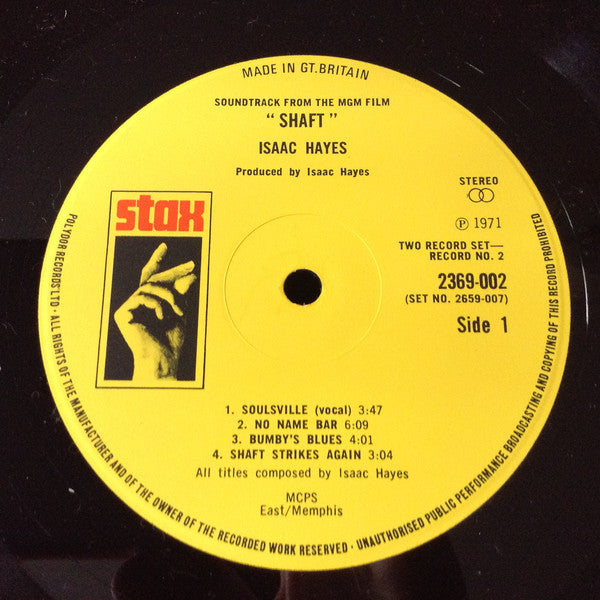 MADE IN GT.BRITAIN
SOUNDTRACK FROM THE MGM FILM
“ SHAFT ”
ISAAC HAYES
Produced by Isaac Hayes
stax
STEREO
℗ 1971
TWO RECORD SET—
RECORD NO. 2
2369-002
(SET NO. 2659-007)
Side 1
1. SOULSVILLE (vocal) 3:47
2. NO NAME BAR 6:09
3. BUMBY'S BLUES 4:01
4. SHAFT STRIKES AGAIN 3:04
All titles composed by Isaac Hayes
MCPS
East/Memphis
POLYDOR RECORDS LTD · ALL RIGHTS OF THE MANUFACTURER AND OF THE OWNER OF THE RECORDED WORK RESERVED · UNAUTHORISED PUBLIC PERFORMANCE BROADCASTING AND COPYING OF THIS RECORD PROHIBITED